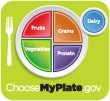 Fruits
Grains
Dairy
Vegetables
Protein
ChooseMyPlate.gov